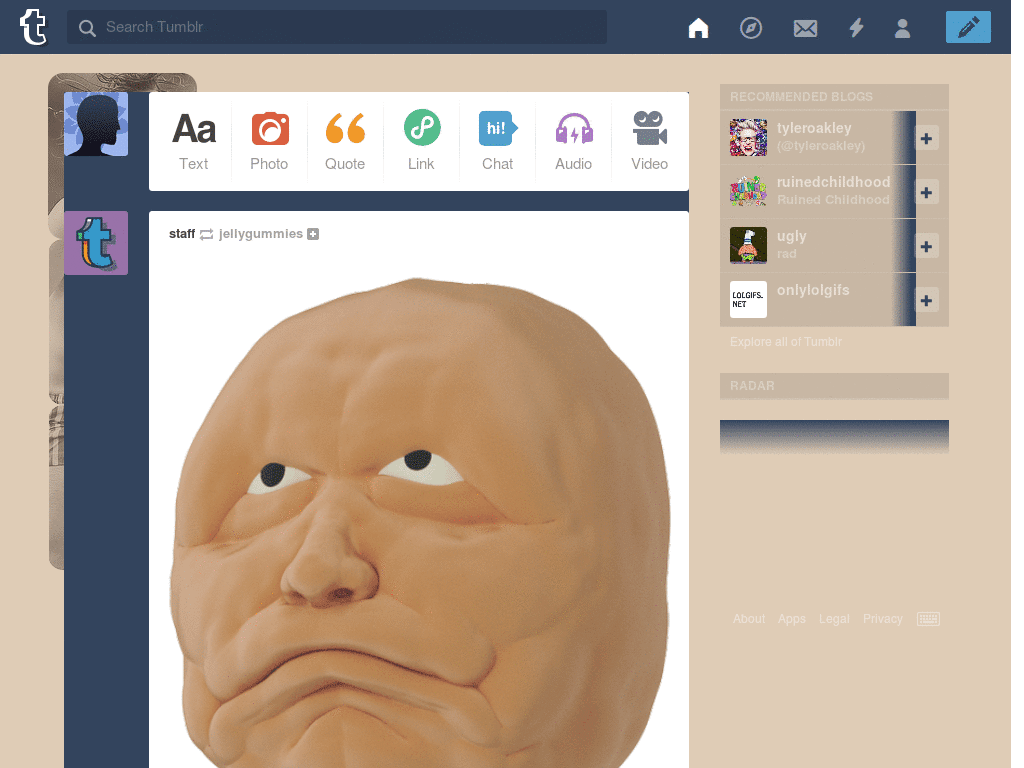 t
Search Tumblr
Aa
hi!
Text
Photo
Quote
Link
Chat
Audio
Video
t
staff jellygummies
RECOMMENDED BLOGS
tyleroakley
(@tyleroakley)
ruinedchildhood
Ruined Childhood
ugly
rad
LOLGIFS.
NET
onlylolgifs
Explore all of Tumblr
RADAR
About Apps Legal Privacy